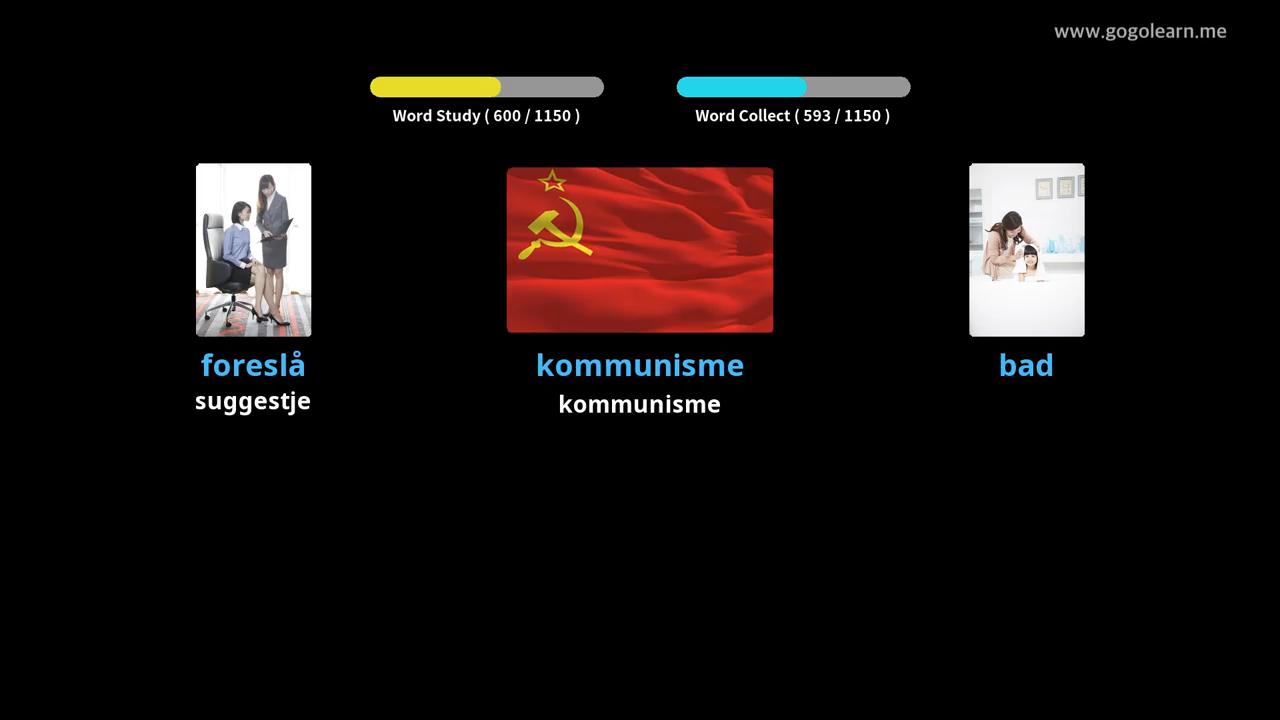 www.gogolearn.me
Word Study ( 600 / 1150 )
Word Collect ( 593 / 1150 )
foreslå
suggestje
kommunisme
kommunisme
bad